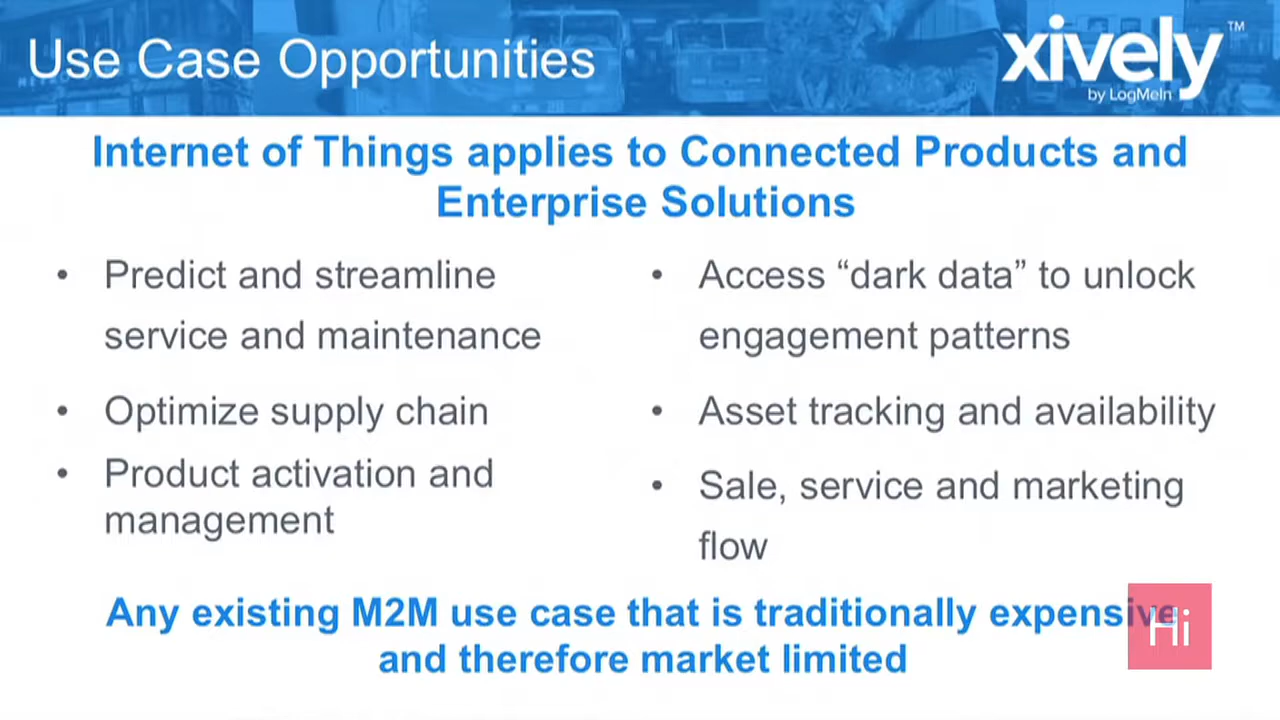 Use Case Opportunities
xively™
by LogMeIn
Internet of Things applies to Connected Products and
Enterprise Solutions
• Predict and streamline
service and maintenance
• Optimize supply chain
• Product activation and
management
• Access “dark data” to unlock
engagement patterns
• Asset tracking and availability
• Sale, service and marketing
flow
Any existing M2M use case that is traditionally expensive
and therefore market limited
Hi